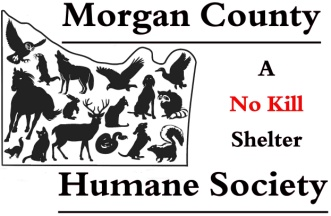 Morgan County
A
No Kill
Shelter
Humane Society